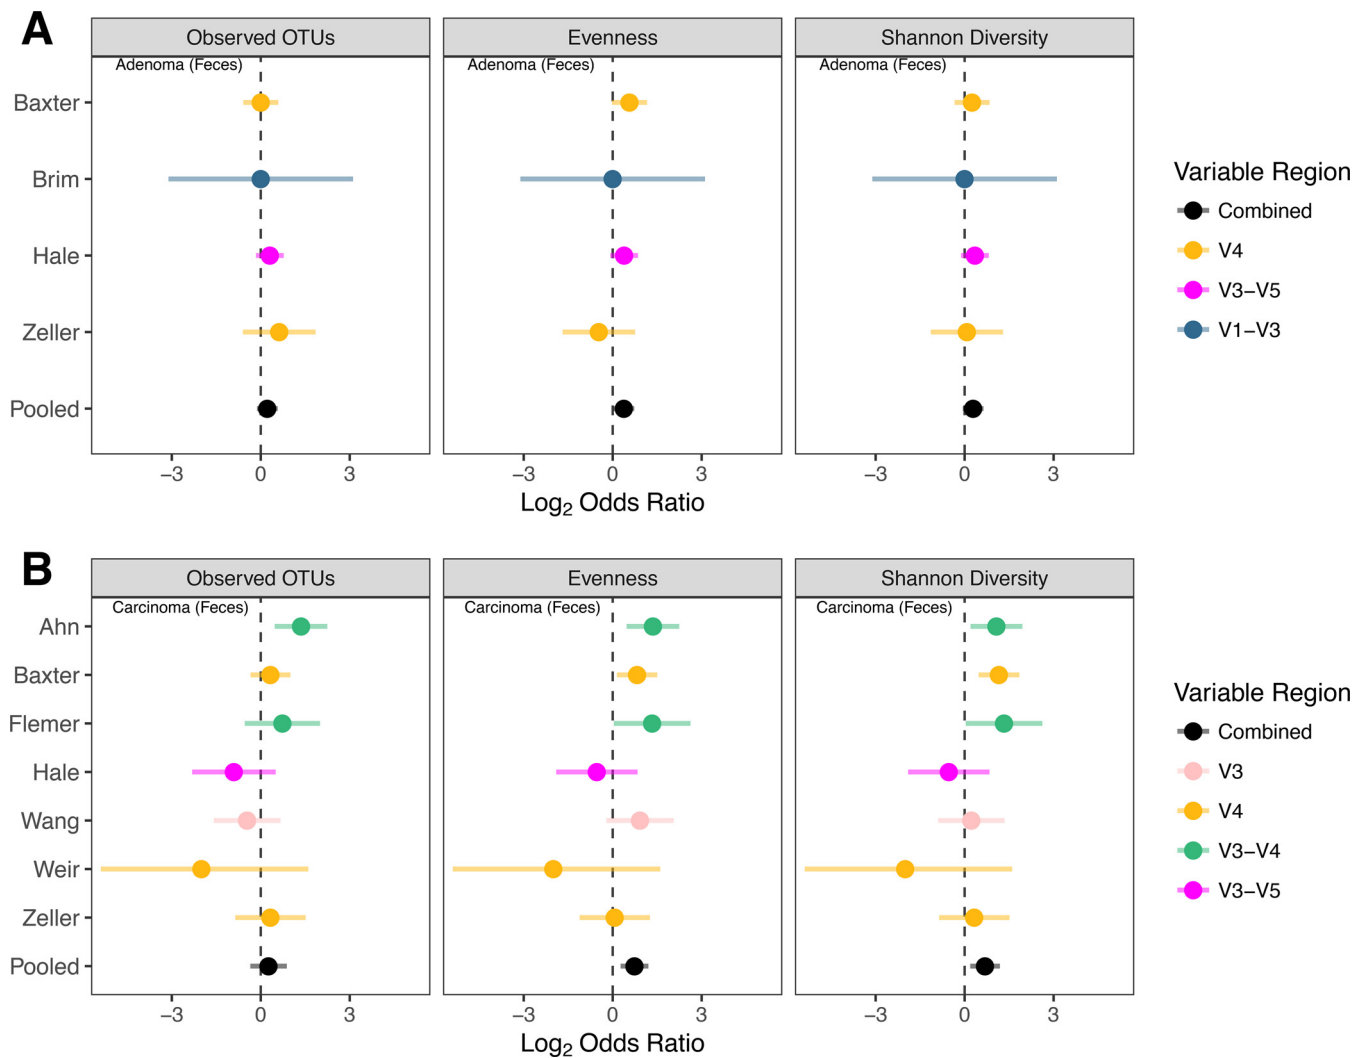 A
Observed OTUs
Evenness
Shannon Diversity
Adenoma (Feces)
Adenoma (Feces)
Adenoma (Feces)
Baxter
Brim
Hale
Zeller
Pooled
−3
0
3
−3
0
3
−3
0
3
Log2 Odds Ratio
Variable Region
Combined
V4
V3−V5
V1−V3
B
Observed OTUs
Evenness
Shannon Diversity
Carcinoma (Feces)
Carcinoma (Feces)
Carcinoma (Feces)
Ahn
Baxter
Flemer
Hale
Wang
Weir
Zeller
Pooled
−3
0
3
−3
0
3
−3
0
3
Log2 Odds Ratio
Variable Region
Combined
V3
V4
V3−V4
V3−V5